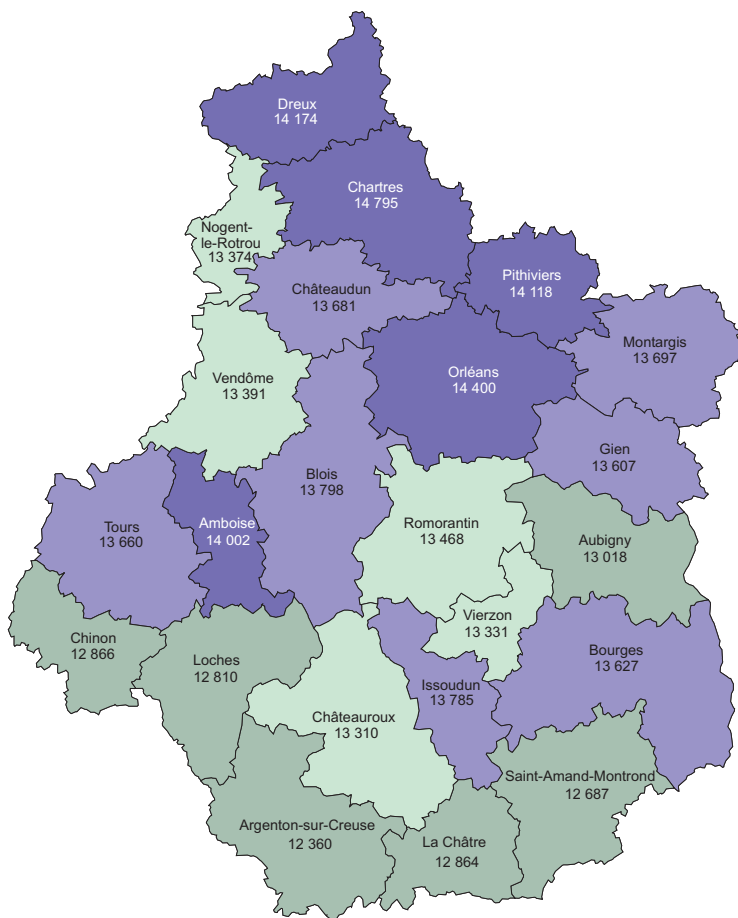 Dreux
14 174
Chartres
14 795
Nogent-
le-Rotrou
13 374
Châteaudun
13 681
Pithiviers
14 118
Montargis
13 697
Vendôme
13 391
Orléans
14 400
Gien
13 607
Blois
13 798
Tours
13 660
Amboise
14 002
Romorantin
13 468
Aubigny
13 018
Vierzon
13 331
Chinon
12 866
Loches
12 810
Bourges
13 627
Issoudun
13 785
Châteauroux
13 310
Saint-Amand-Montrond
12 687
Argenton-sur-Creuse
12 360
La Châtre
12 864